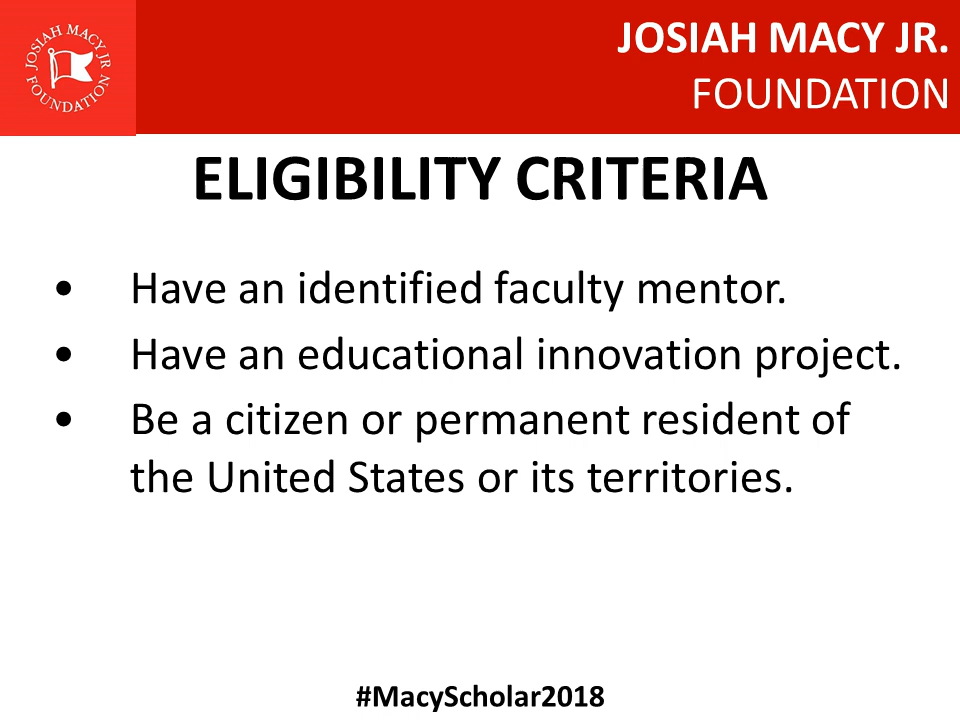 JOSIAH MACY JR
FOUNDATION
JOSIAH MACY JR.
FOUNDATION
ELIGIBILITY CRITERIA
• Have an identified faculty mentor.
• Have an educational innovation project.
• Be a citizen or permanent resident of
the United States or its territories.
#MacyScholar2018